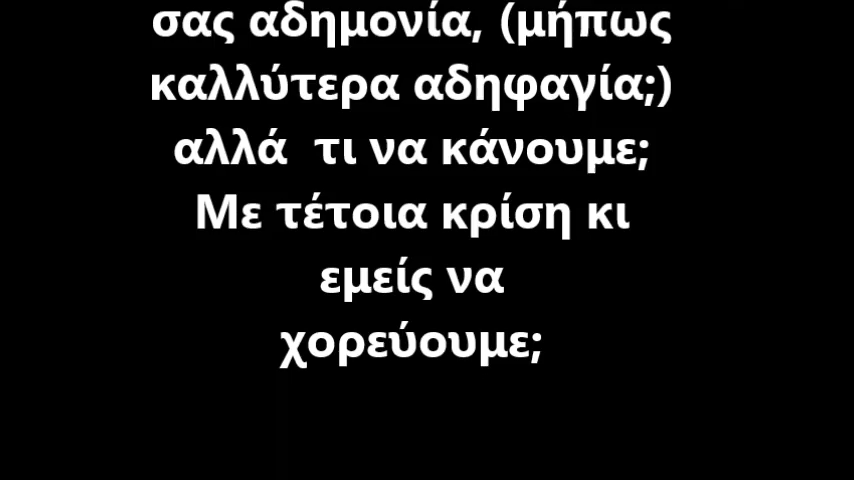 σας αδημονία, (μήπως
καλλύτερα αδηφαγία;)
αλλά  τι να κάνουμε;
Με τέτοια κρίση κι
εμείς να
χορεύουμε;